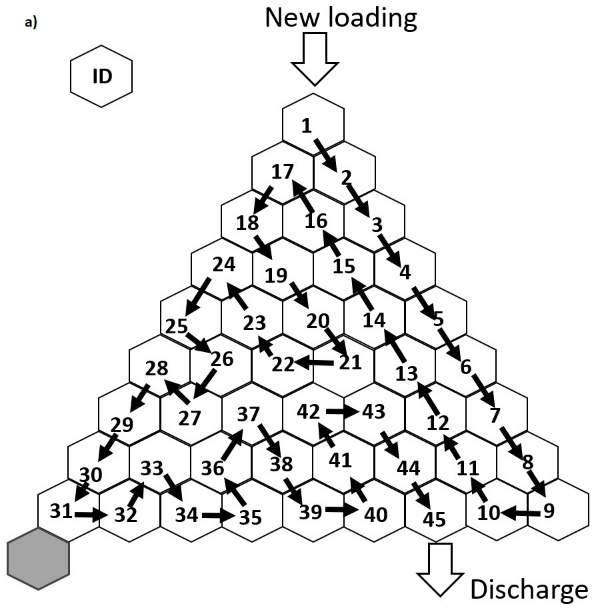 a)
New loading
ID
1
17 2
18 16 3
24 19 15 4
25 23 20 14 5
28 26 22 21 13 6
29 27 37 42 43 12 7
30 33 36 38 41 44 11 8
31 32 34 35 39 40 45 10 9
Discharge